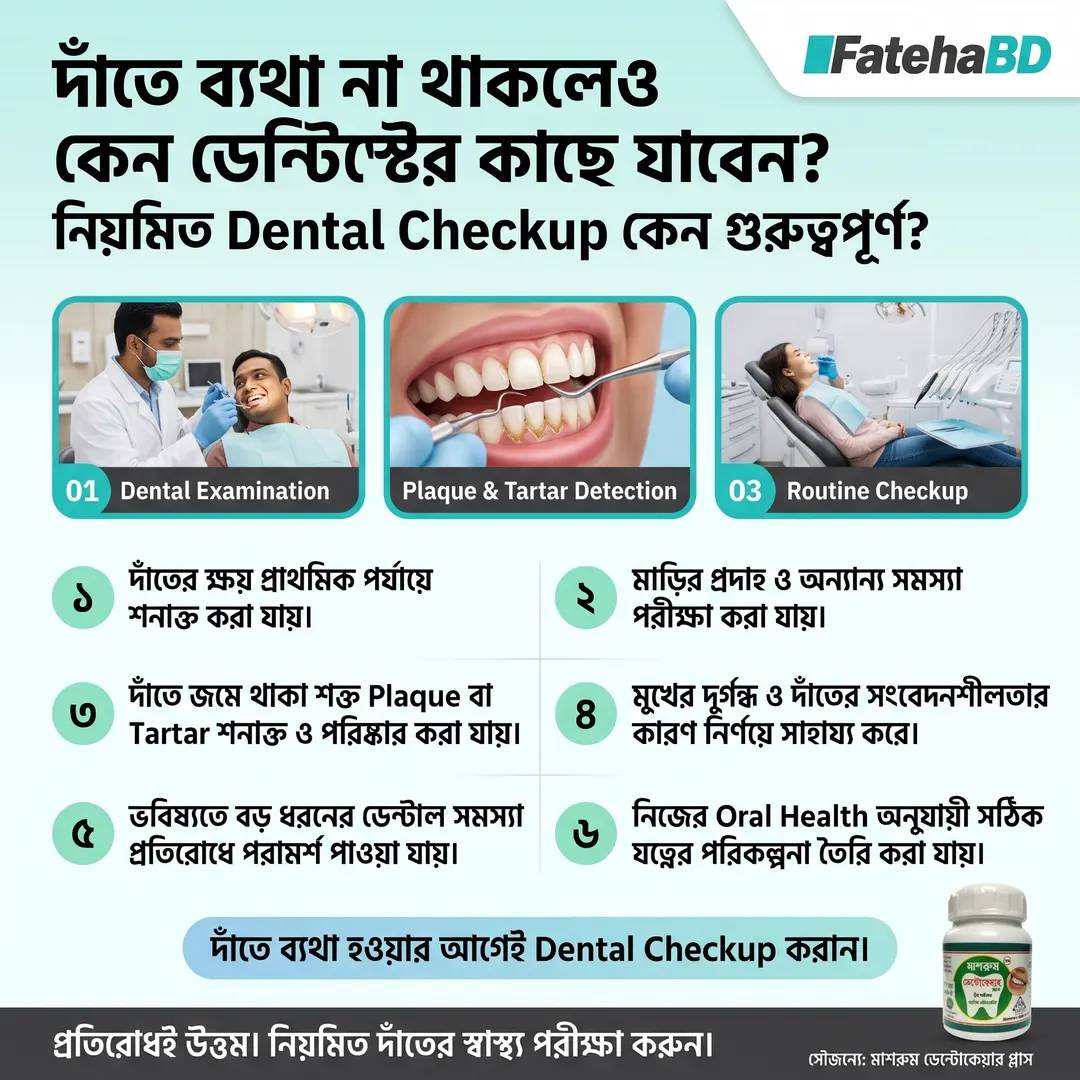 FatehaBD
দাঁতে ব্যথা না থাকলেও
কেন ডেন্টিস্টের কাছে যাবেন?
নিয়মিত Dental Checkup কেন গুরুত্বপূর্ণ?
01 Dental Examination
Plaque & Tartar Detection
03 Routine Checkup
১ দাঁতের ক্ষয় প্রাথমিক পর্যায়ে
শনাক্ত করা যায়।
২ মাড়ির প্রদাহ ও অন্যান্য সমস্যা
পরীক্ষা করা যায়।
৩ দাঁতে জমে থাকা শক্ত Plaque বা
Tartar শনাক্ত ও পরিষ্কার করা যায়।
৪ মুখের দুর্গন্ধ ও দাঁতের সংবেদনশীলতার
কারণ নির্ণয়ে সাহায্য করে।
৫ ভবিষ্যতে বড় ধরনের ডেন্টাল সমস্যা
প্রতিরোধে পরামর্শ পাওয়া যায়।
৬ নিজের Oral Health অনুযায়ী সঠিক
যত্নের পরিকল্পনা তৈরি করা যায়।
দাঁতে ব্যথা হওয়ার আগেই Dental Checkup করান।
মাশরুম
ডেন্টোকেয়ার
প্রতিরোধই উত্তম। নিয়মিত দাঁতের স্বাস্থ্য পরীক্ষা করুন।
সৌজন্যে: মাশরুম ডেন্টোকেয়ার প্লাস